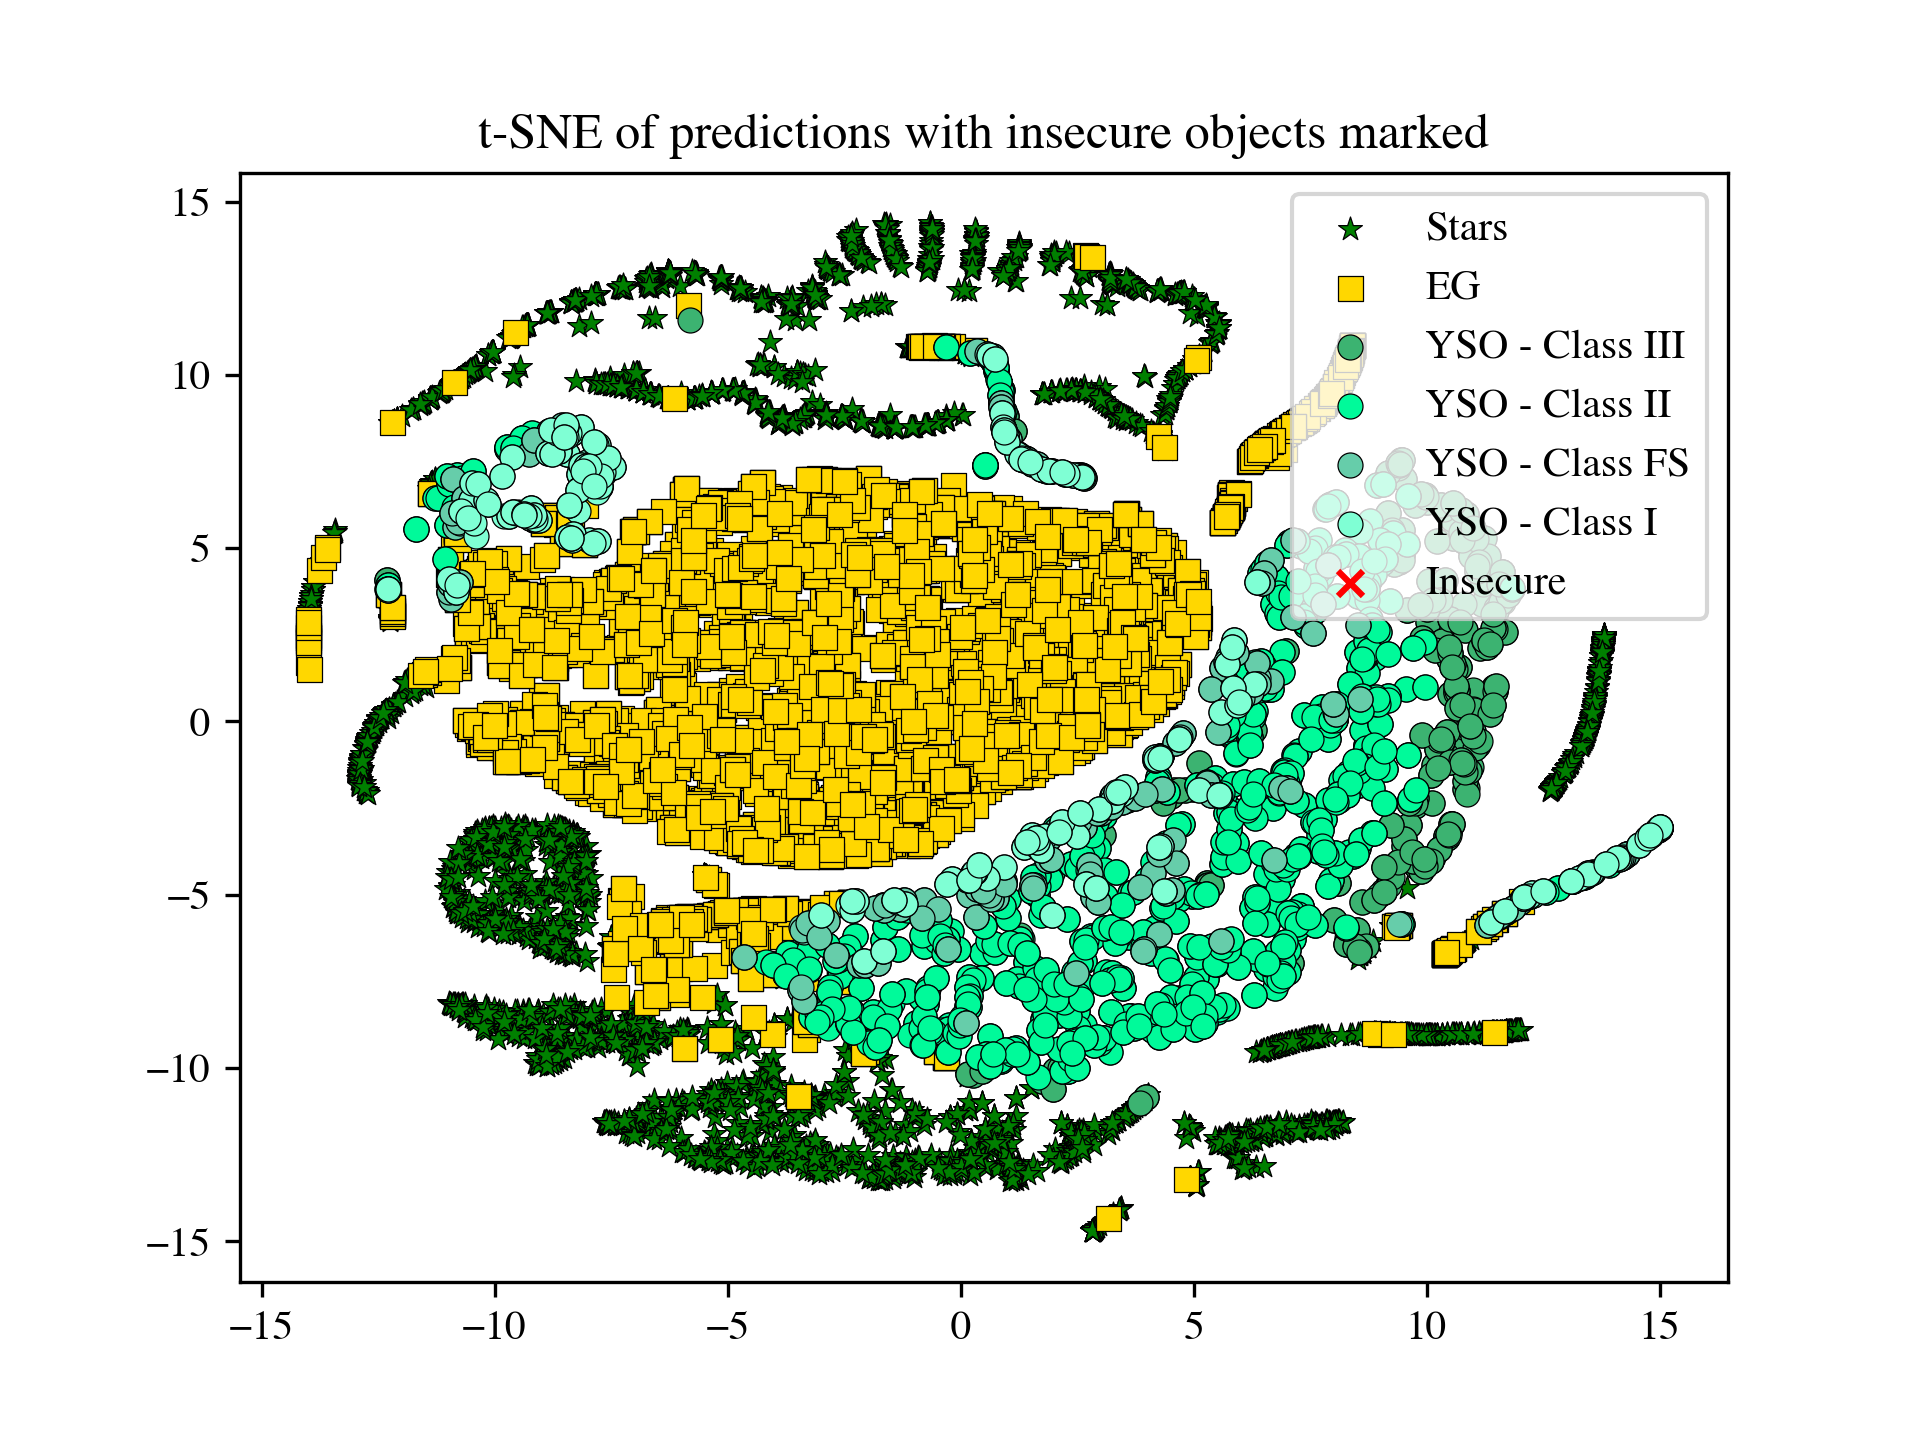 t-SNE of predictions with insecure objects marked
15
10
5
0
−5
−10
−15
Stars
EG
YSO - Class III
YSO - Class II
YSO - Class FS
YSO - Class I
Insecure
−15 −10 −5 0 5 10 15